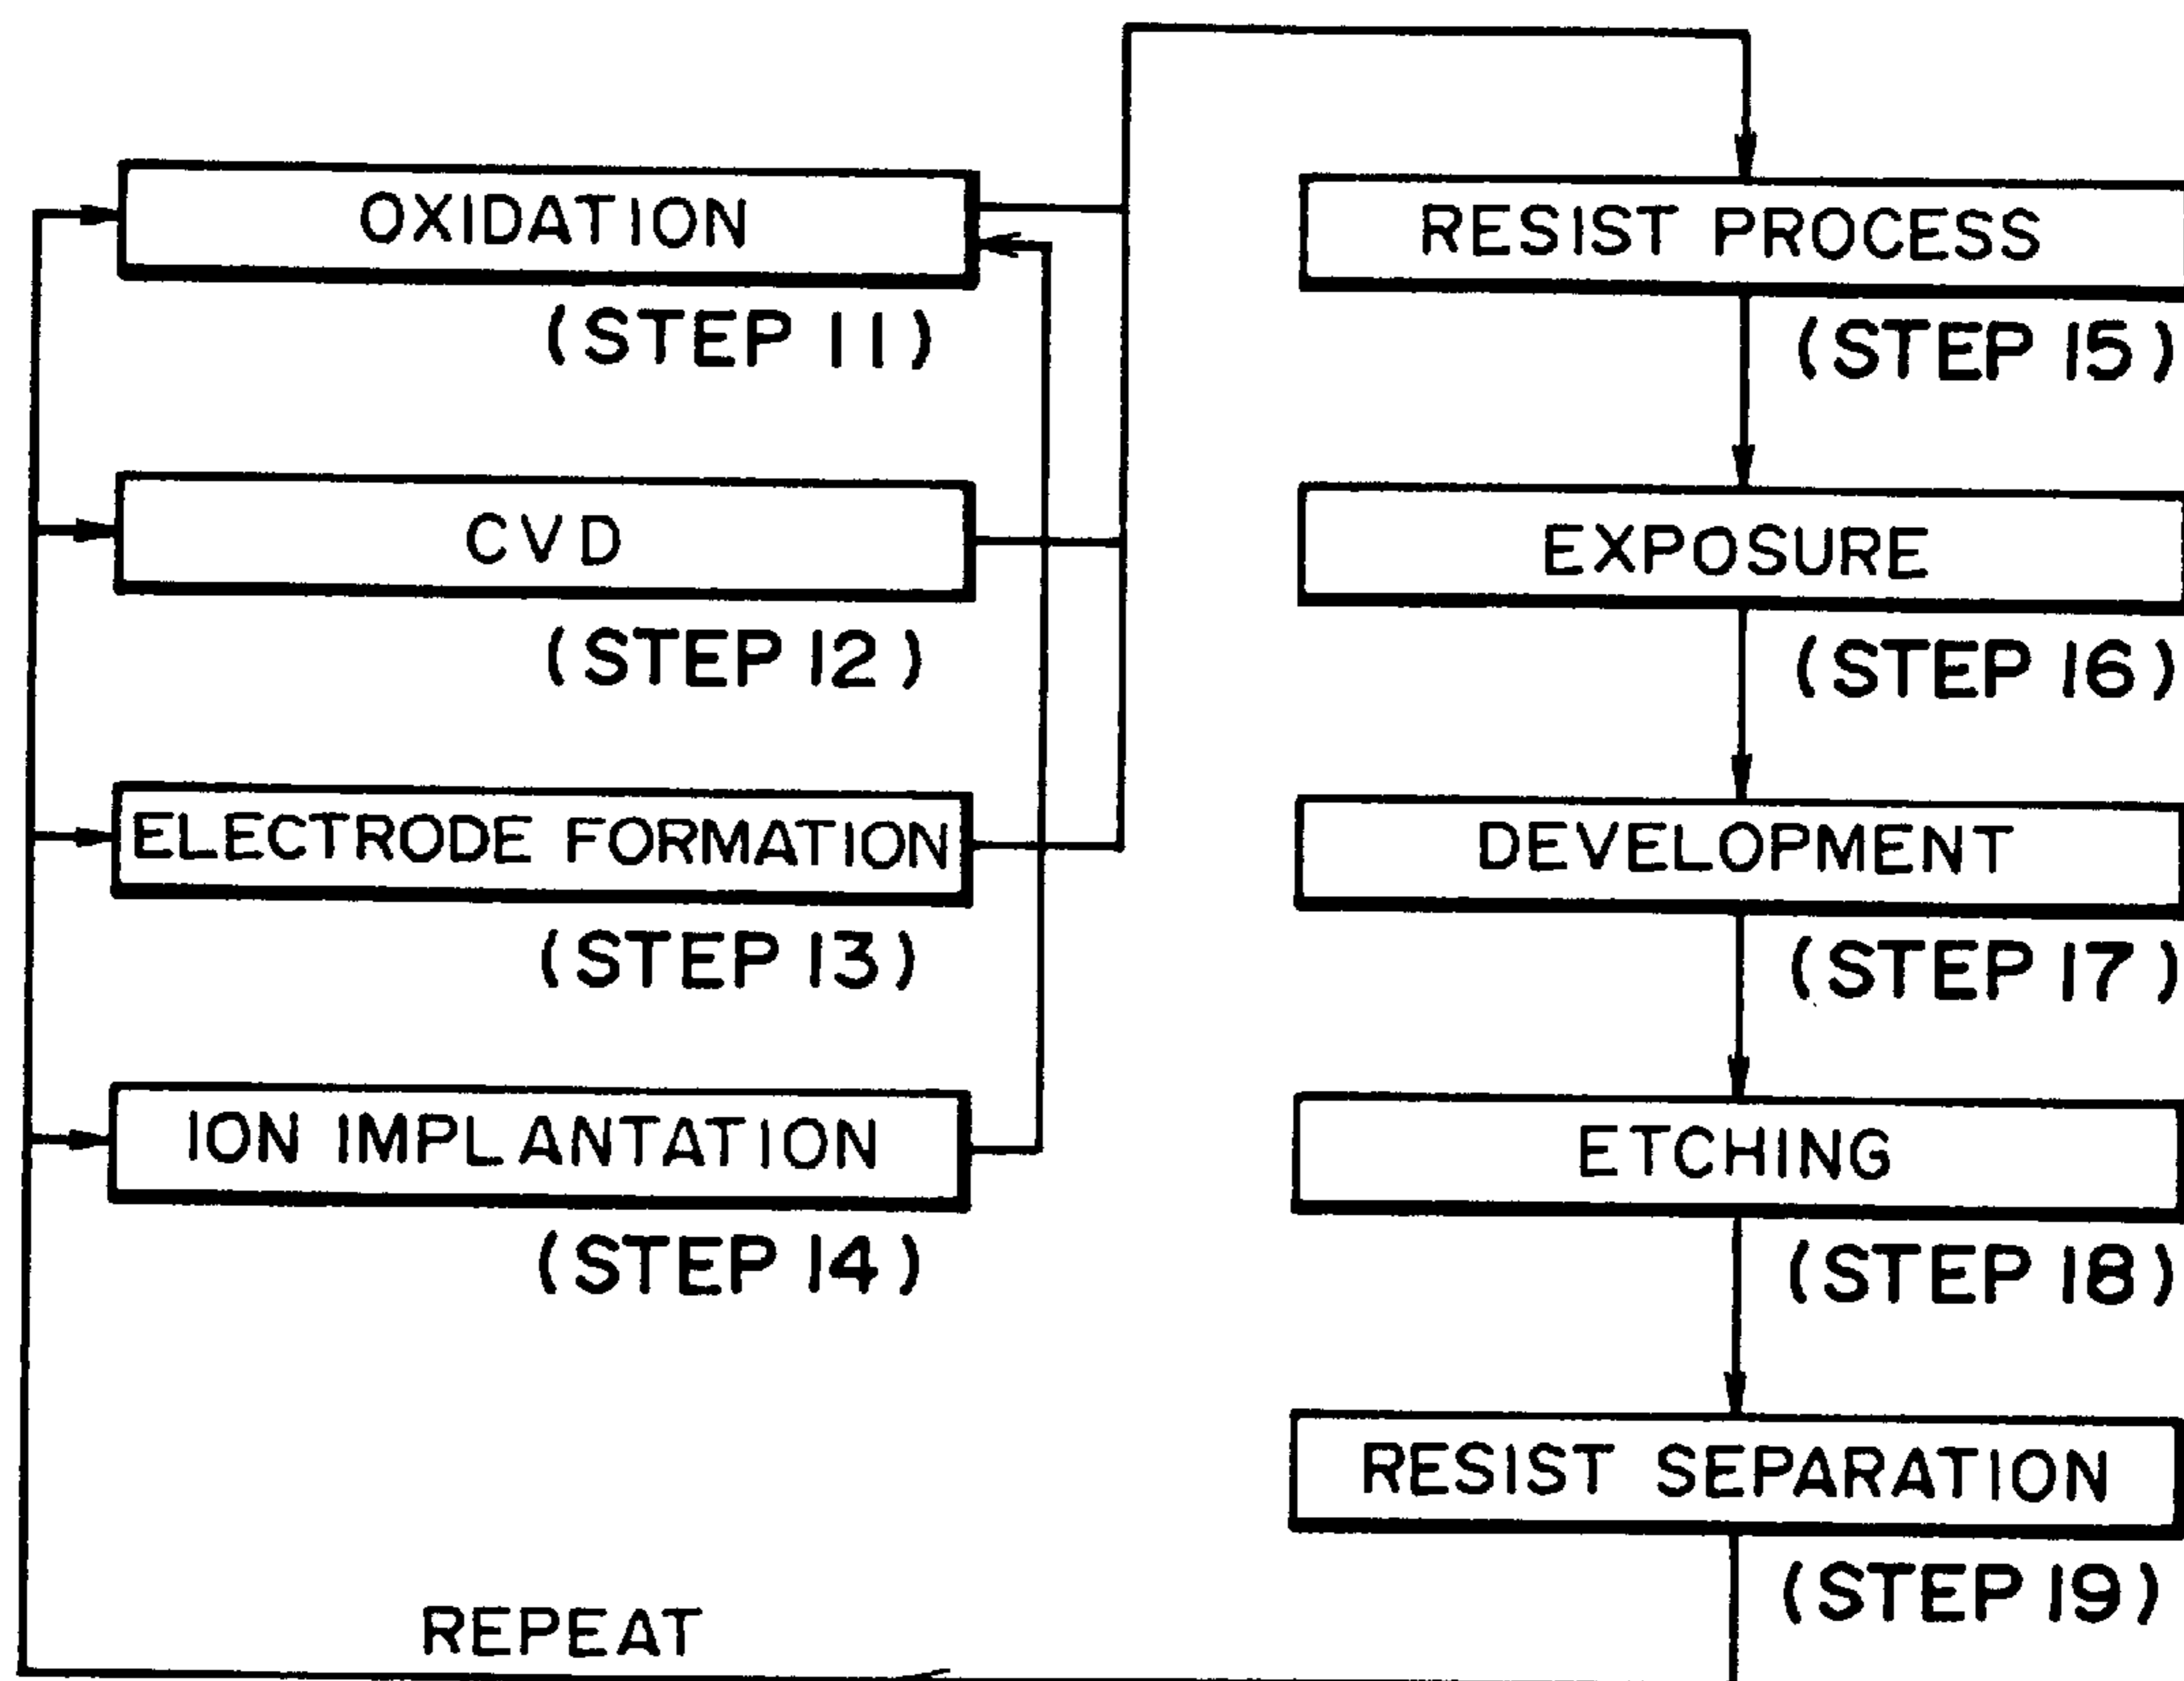 OXIDATION
(STEP 11)
CVD
(STEP 12)
ELECTRODE FORMATION
(STEP 13)
ION IMPLANTATION
(STEP 14)
REPEAT
RESIST PROCESS
(STEP 15)
EXPOSURE
(STEP 16)
DEVELOPMENT
(STEP 17)
ETCHING
(STEP 18)
RESIST SEPARATION
(STEP 19)